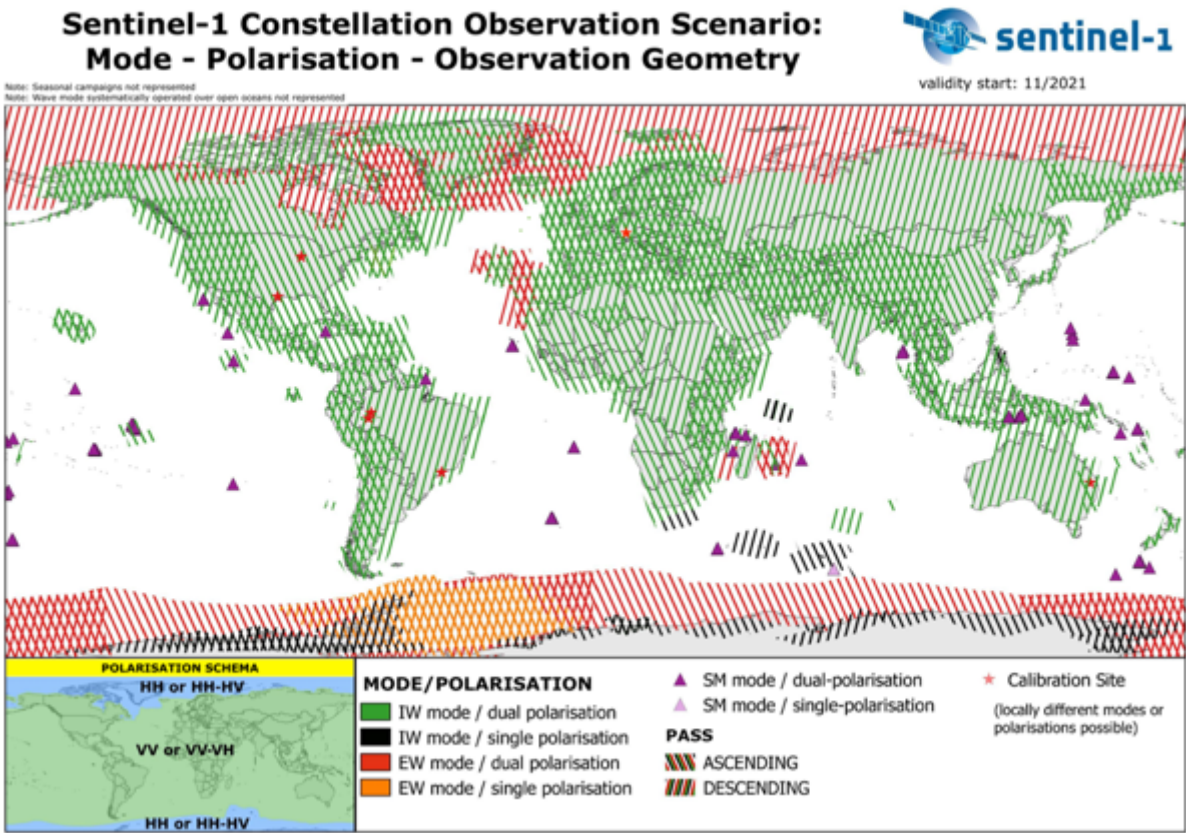 Sentinel-1 Constellation Observation Scenario:
Mode - Polarisation - Observation Geometry
sentinel-1
validity start: 11/2021
Note: Seasonal campaigns not represented
Note: Wave mode systematically operated over open oceans not represented
POLARISATION SCHEMA
HH or HH-HV
VV or VV-VH
HH or HH-HV
MODE/POLARISATION
IW mode / dual polarisation
IW mode / single polarisation
EW mode / dual polarisation
EW mode / single polarisation
SM mode / dual-polarisation
SM mode / single-polarisation
PASS
ASCENDING
DESCENDING
Calibration Site
(locally different modes or
polarisations possible)